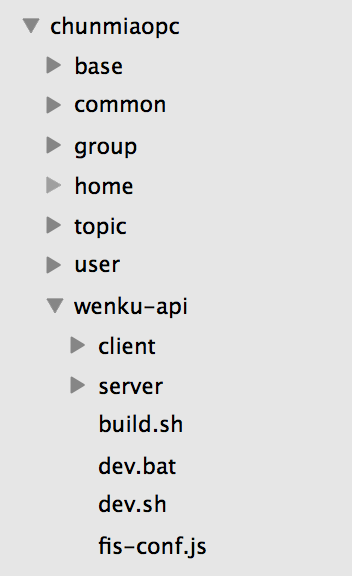 chunmiaopc
base
common
group
home
topic
user
wenku-api
client
server
build.sh
dev.bat
dev.sh
fis-conf.js